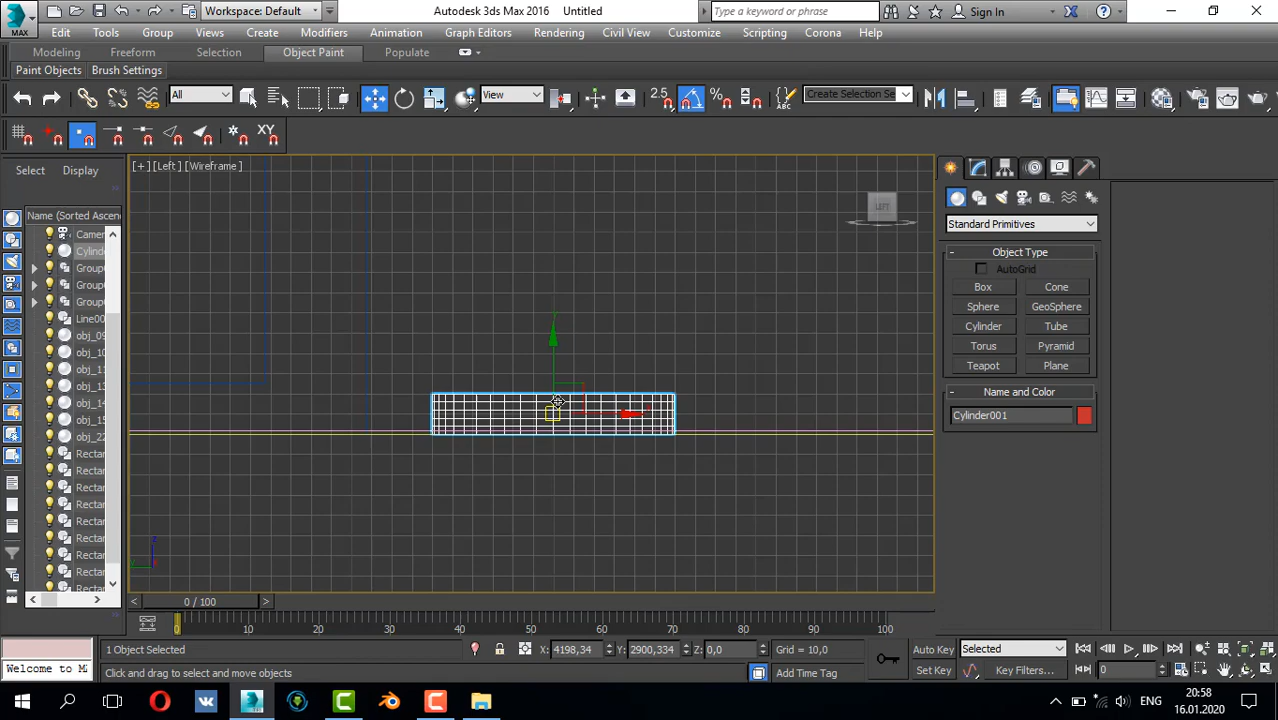 MAX
Workspace: Default
Autodesk 3ds Max 2016 Untitled
Type a keyword or phrase
Sign In
Edit Tools Group Views Create Modifiers Animation Graph Editors Rendering Civil View Customize Scripting Corona Help
Modeling Freeform Selection Object Paint Populate
Paint Objects Brush Settings
All
View
2.5
Create Selection Se
XY
Select Display
[+] [Left] [Wireframe]
Name (Sorted Ascen
Camer
Cylind
Group
Group
Group
Line00
obj_09
obj_10
obj_11
obj_13
obj_14
obj_15
obj_22
Rectan
Rectan
Rectan
Rectan
Rectan
Rectan
Rectan
Rectan
Rectan
LEFT
Standard Primitives
Object Type
AutoGrid
Box Cone
Sphere GeoSphere
Cylinder Tube
Torus Pyramid
Teapot Plane
Name and Color
Cylinder001
z
0 / 100
0 10 20 30 40 50 60 70 80 90 100
1 Object Selected
X: 4198,34 Y: 2900,334 Z: 0,0
Grid = 10,0
Auto Key Selected
Welcome to M
Click and drag to select and move objects
Add Time Tag
Set Key Key Filters...
0
ENG
20:58
16.01.2020